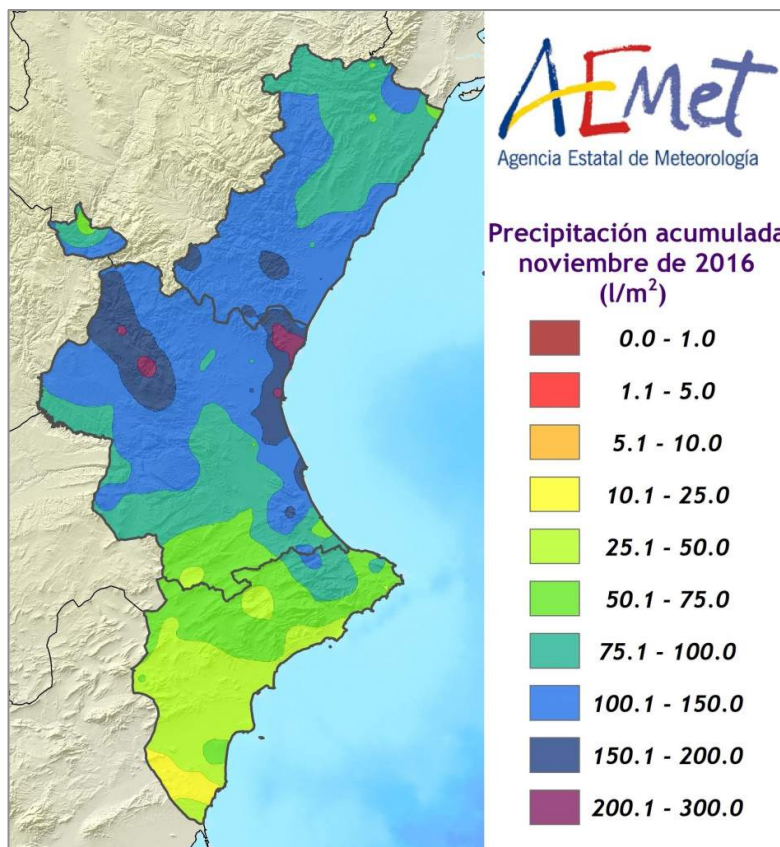 AEMet
Agencia Estatal de Meteorología
Precipitación acumulada
noviembre de 2016
(l/m²)
0.0 - 1.0
1.1 - 5.0
5.1 - 10.0
10.1 - 25.0
25.1 - 50.0
50.1 - 75.0
75.1 - 100.0
100.1 - 150.0
150.1 - 200.0
200.1 - 300.0